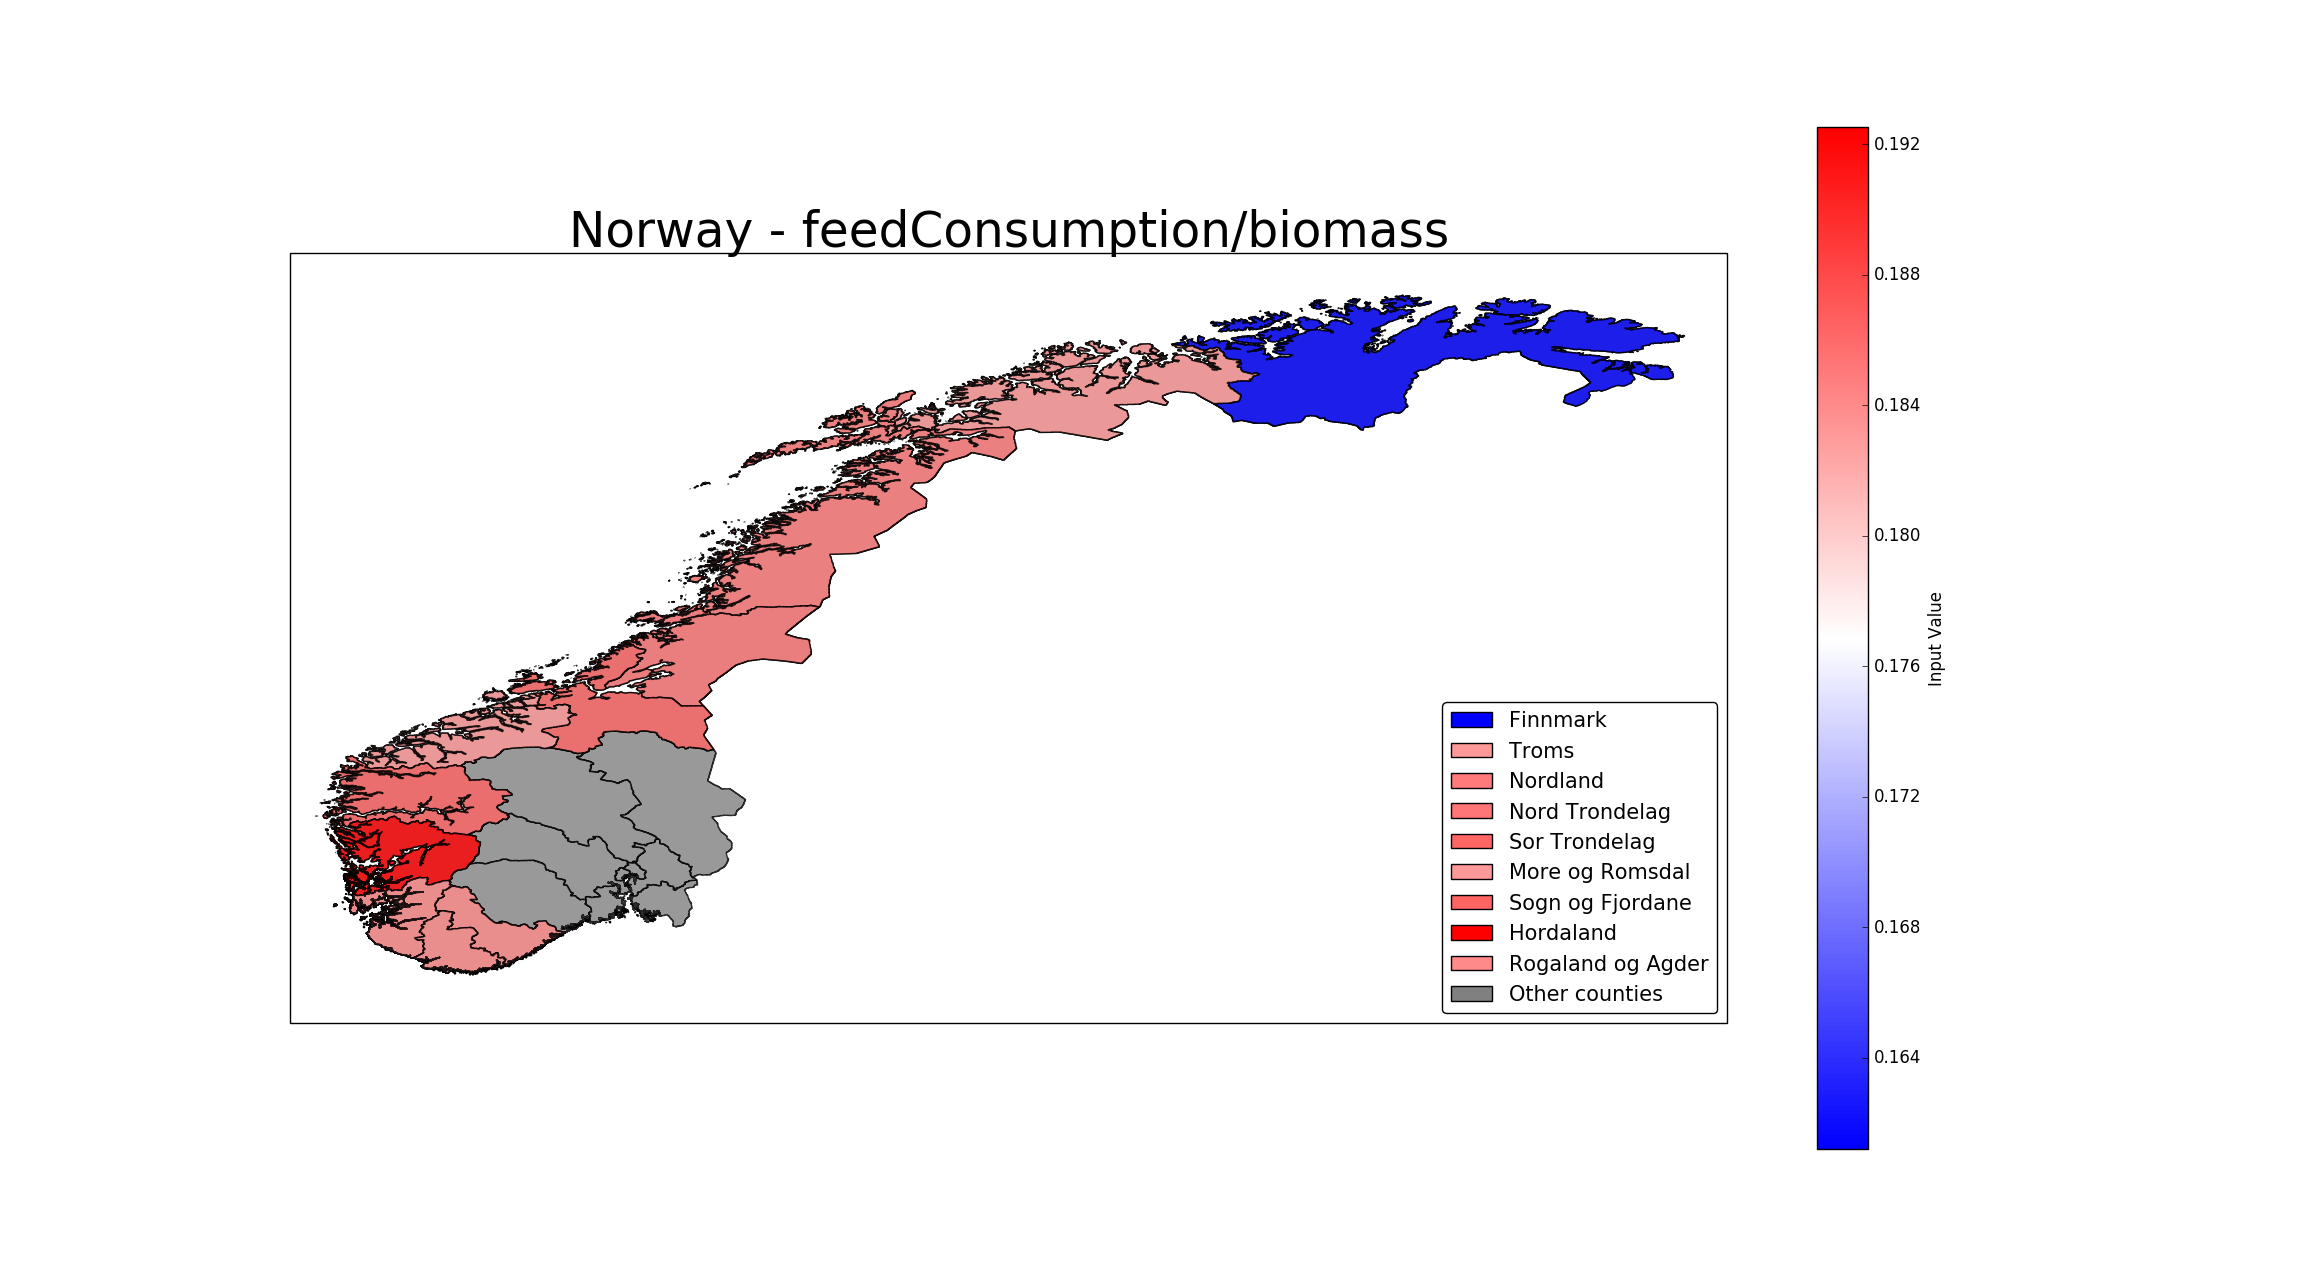 Norway - feedConsumption/biomass
0.192
0.188
0.184
0.180
0.176
0.172
0.168
0.164
Input Value
Finnmark
Troms
Nordland
Nord Trondelag
Sor Trondelag
More og Romsdal
Sogn og Fjordane
Hordaland
Rogaland og Agder
Other counties